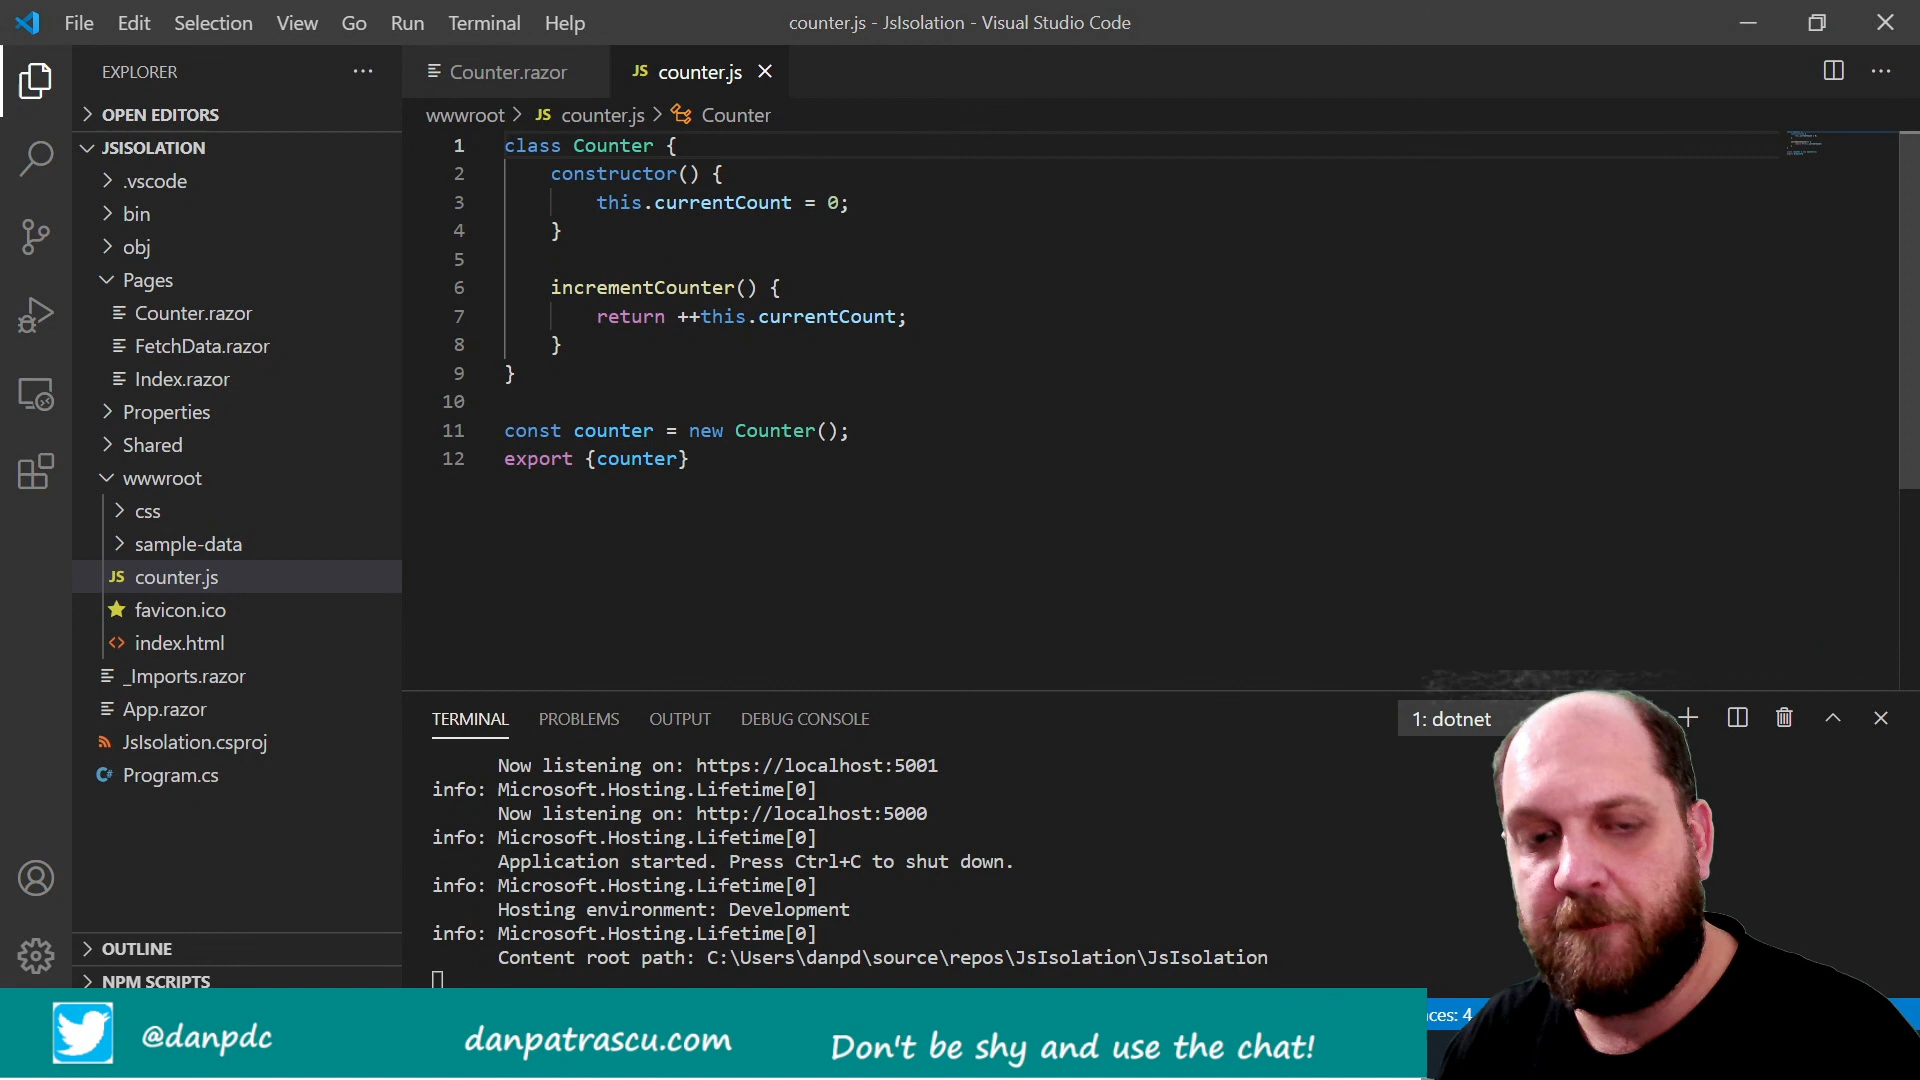 File Edit Selection View Go Run Terminal Help
counter.js - JsIsolation - Visual Studio Code
EXPLORER
OPEN EDITORS
JSISOLATION
.vscode
bin
obj
Pages
Counter.razor
FetchData.razor
Index.razor
Properties
Shared
wwwroot
css
sample-data
JS counter.js
favicon.ico
<> index.html
_Imports.razor
App.razor
JsIsolation.csproj
C# Program.cs
OUTLINE
NPM SCRIPTS
Counter.razor
JS counter.js
wwwroot > JS counter.js > Counter
1 class Counter {
2 constructor() {
3 this.currentCount = 0;
4 }
5
6 incrementCounter() {
7 return ++this.currentCount;
8 }
9 }
10
11 const counter = new Counter();
12 export {counter}
TERMINAL PROBLEMS OUTPUT DEBUG CONSOLE
1: dotnet
Now listening on: https://localhost:5001
info: Microsoft.Hosting.Lifetime[0]
Now listening on: http://localhost:5000
info: Microsoft.Hosting.Lifetime[0]
Application started. Press Ctrl+C to shut down.
info: Microsoft.Hosting.Lifetime[0]
Hosting environment: Development
info: Microsoft.Hosting.Lifetime[0]
Content root path: C:\Users\danpd\source\repos\JsIsolation\JsIsolation
@danpdc
danpatrascu.com
Don't be shy and use the chat!
ces: 4